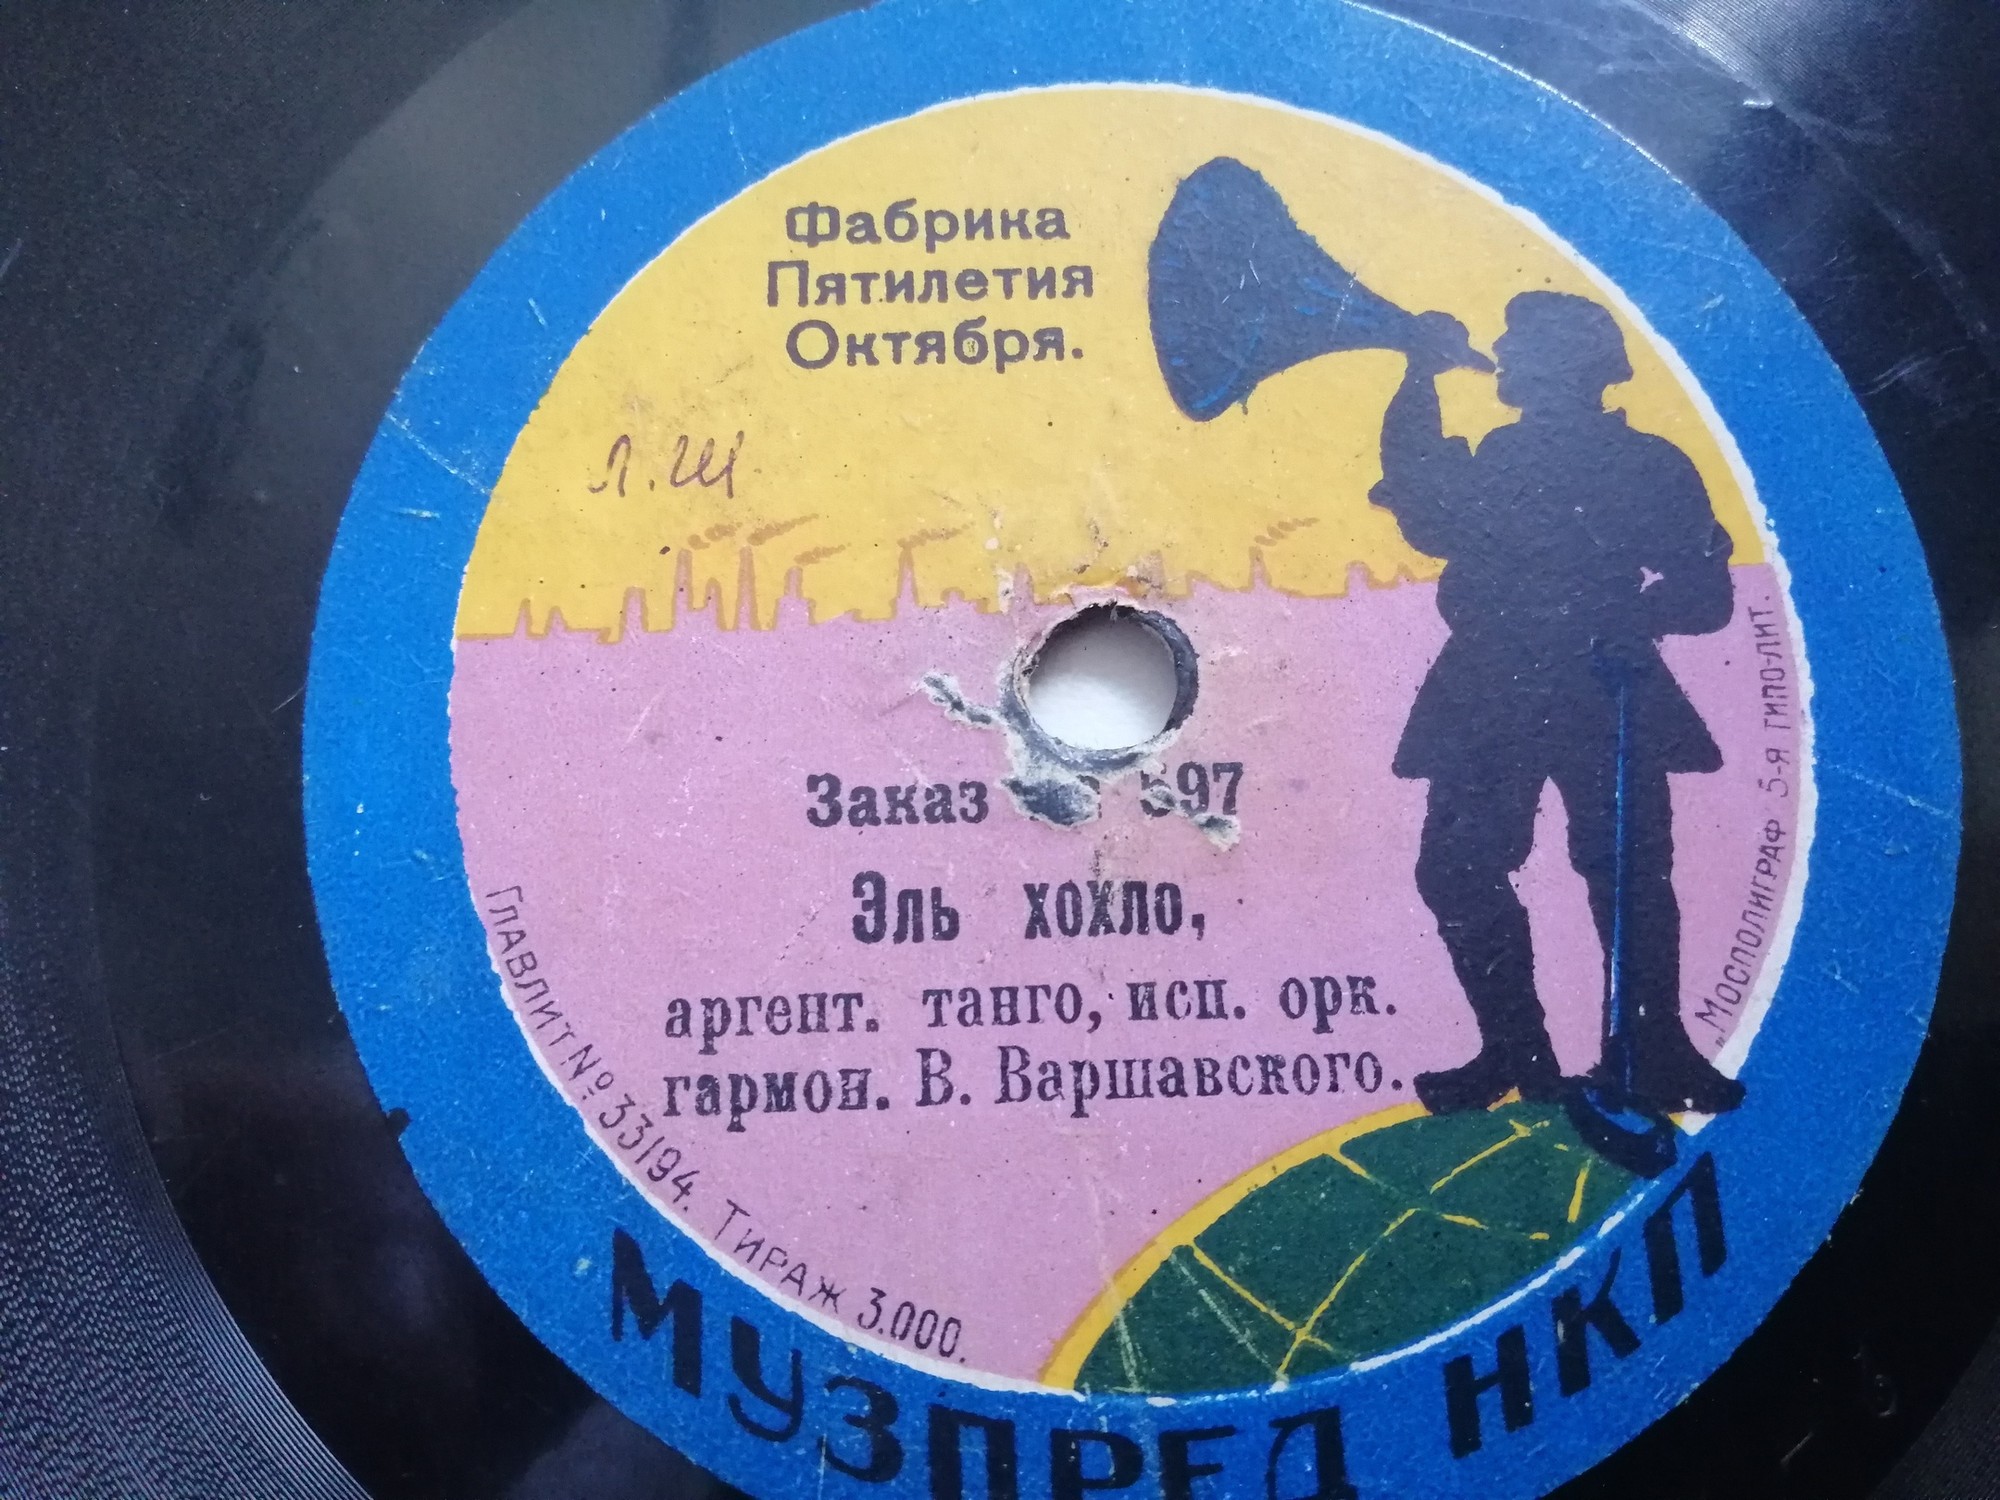 Фабрика
Пятилетия
Октября.
Л. Ш
Заказ 597
Эль хохло,
аргент. танго, исп. орк.
гармон. В. Варшавского.
Главлит № 33194. Тираж 3.000.
„Мосполиграф 5-я типо-лит.
МУЗПРЕД НКП